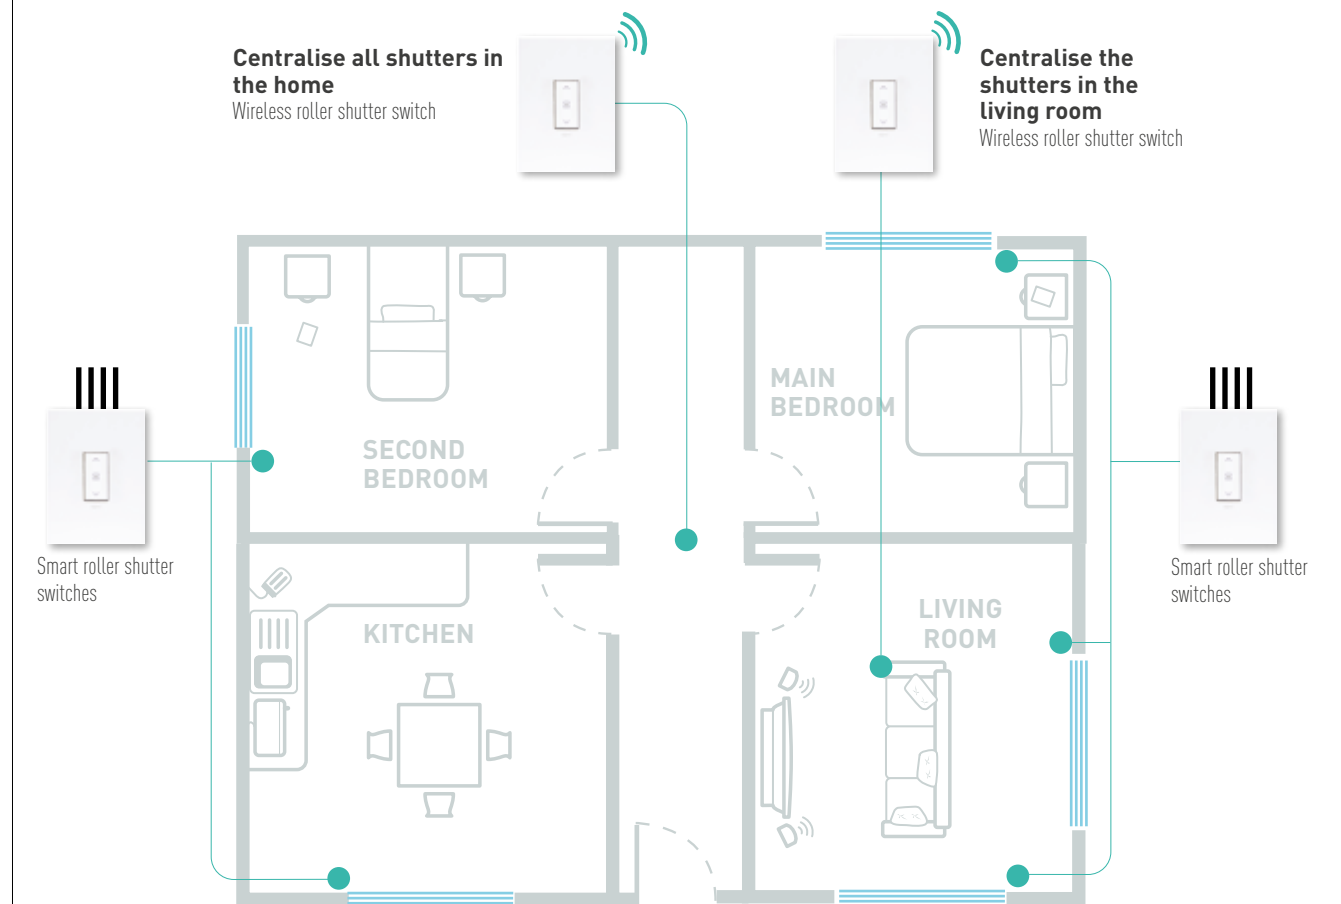 Centralise all shutters in
the home
Wireless roller shutter switch
Centralise the
shutters in the
living room
Wireless roller shutter switch
MAIN
BEDROOM
SECOND
BEDROOM
Smart roller shutter
switches
Smart roller shutter
switches
LIVING
ROOM
KITCHEN